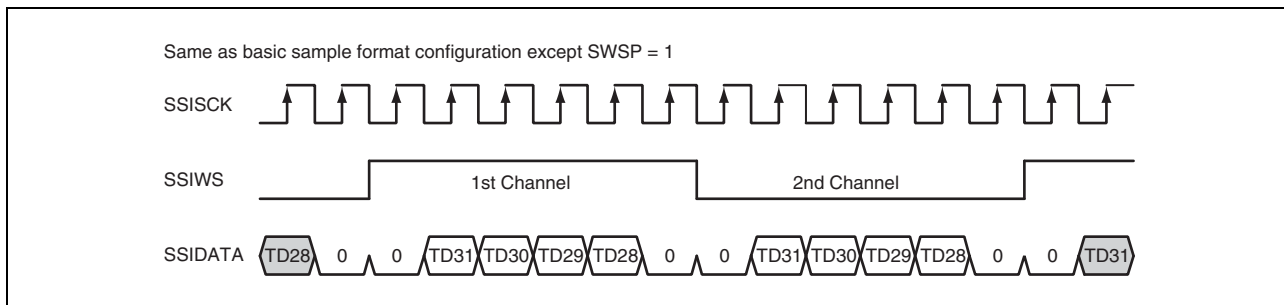 Same as basic sample format configuration except SWSP = 1
SSISCK
SSIWS 1st Channel 2nd Channel
SSIDATA TD28 0 0 TD31 TD30 TD29 TD28 0 0 TD31 TD30 TD29 TD28 0 0 TD31